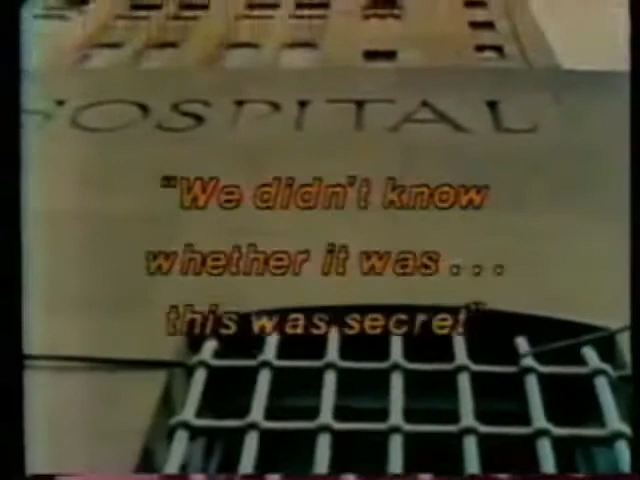 HOSPITAL
"We didn't know
whether it was...
this was secret"